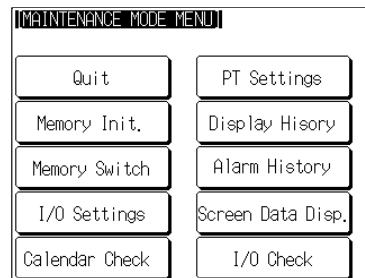 [MAINTENANCE MODE MENU]
Quit
PT Settings
Memory Init.
Display Hisory
Memory Switch
Alarm History
I/O Settings
Screen Data Disp.
Calendar Check
I/O Check